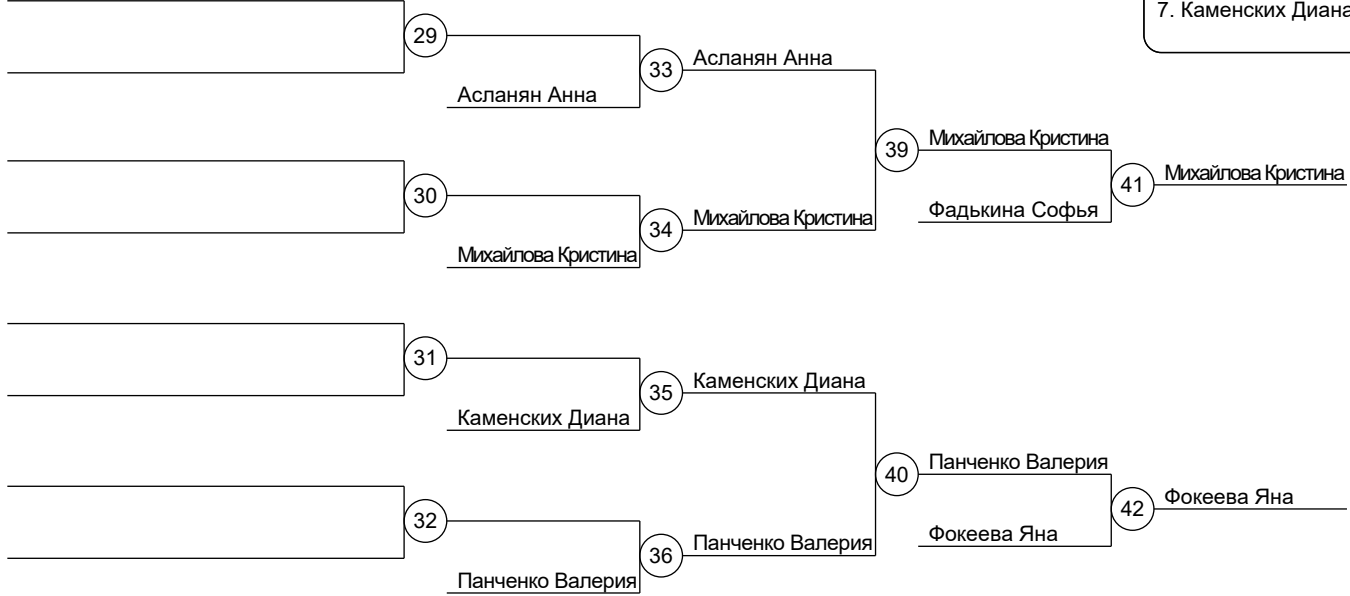 7. Каменских Диана
29
33
Асланян Анна
Асланян Анна
39
Михайлова Кристина
41
Михайлова Кристина
30
34
Михайлова Кристина
Фадькина Софья
Михайлова Кристина
31
35
Каменских Диана
Каменских Диана
40
Панченко Валерия
42
Фокеева Яна
32
36
Панченко Валерия
Фокеева Яна
Панченко Валерия